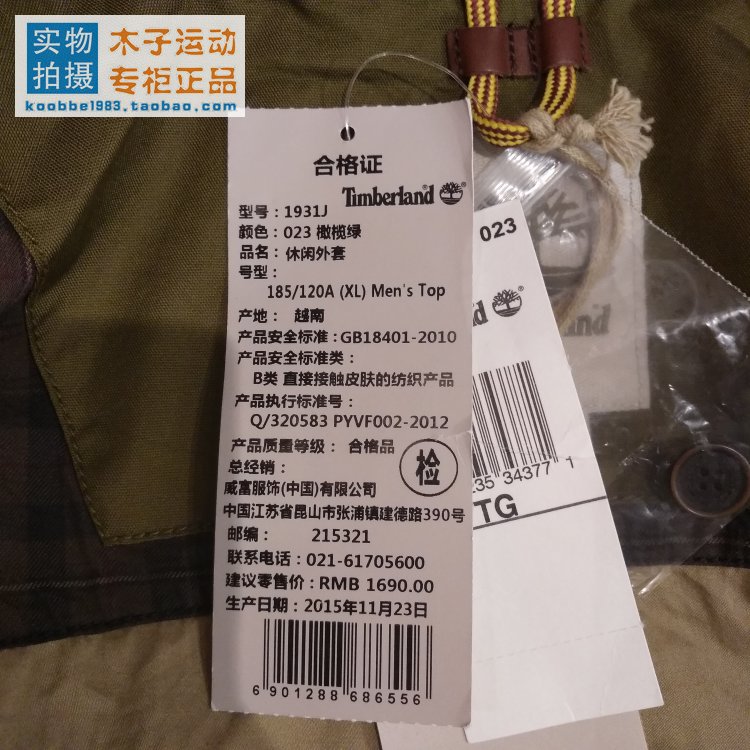 实物
拍摄
木子运动
专柜正品
koobbe1983.taobao.com
合格证
Timberland
型号：1931J
颜色：023 橄榄绿
品名：休闲外套
号型：
185/120A (XL) Men's Top
产地： 越南
产品安全标准：GB18401-2010
产品安全标准类：
B类 直接接触皮肤的纺织产品
产品执行标准号：
Q/320583 PYVF002-2012
产品质量等级： 合格品
检
总经销：
威富服饰(中国)有限公司
中国江苏省昆山市张浦镇建德路390号
邮编： 215321
联系电话：021-61705600
建议零售价：RMB 1690.00
生产日期：2015年11月23日
6 901288 686556
023
nd
235 34377 1
TG
land